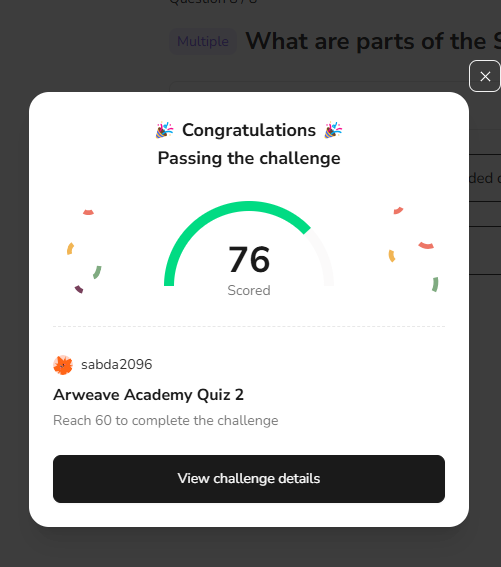 Question 8 / 8
Multiple What are parts of the S
ded c
Congratulations
Passing the challenge
76
Scored
sabda2096
Arweave Academy Quiz 2
Reach 60 to complete the challenge
View challenge details